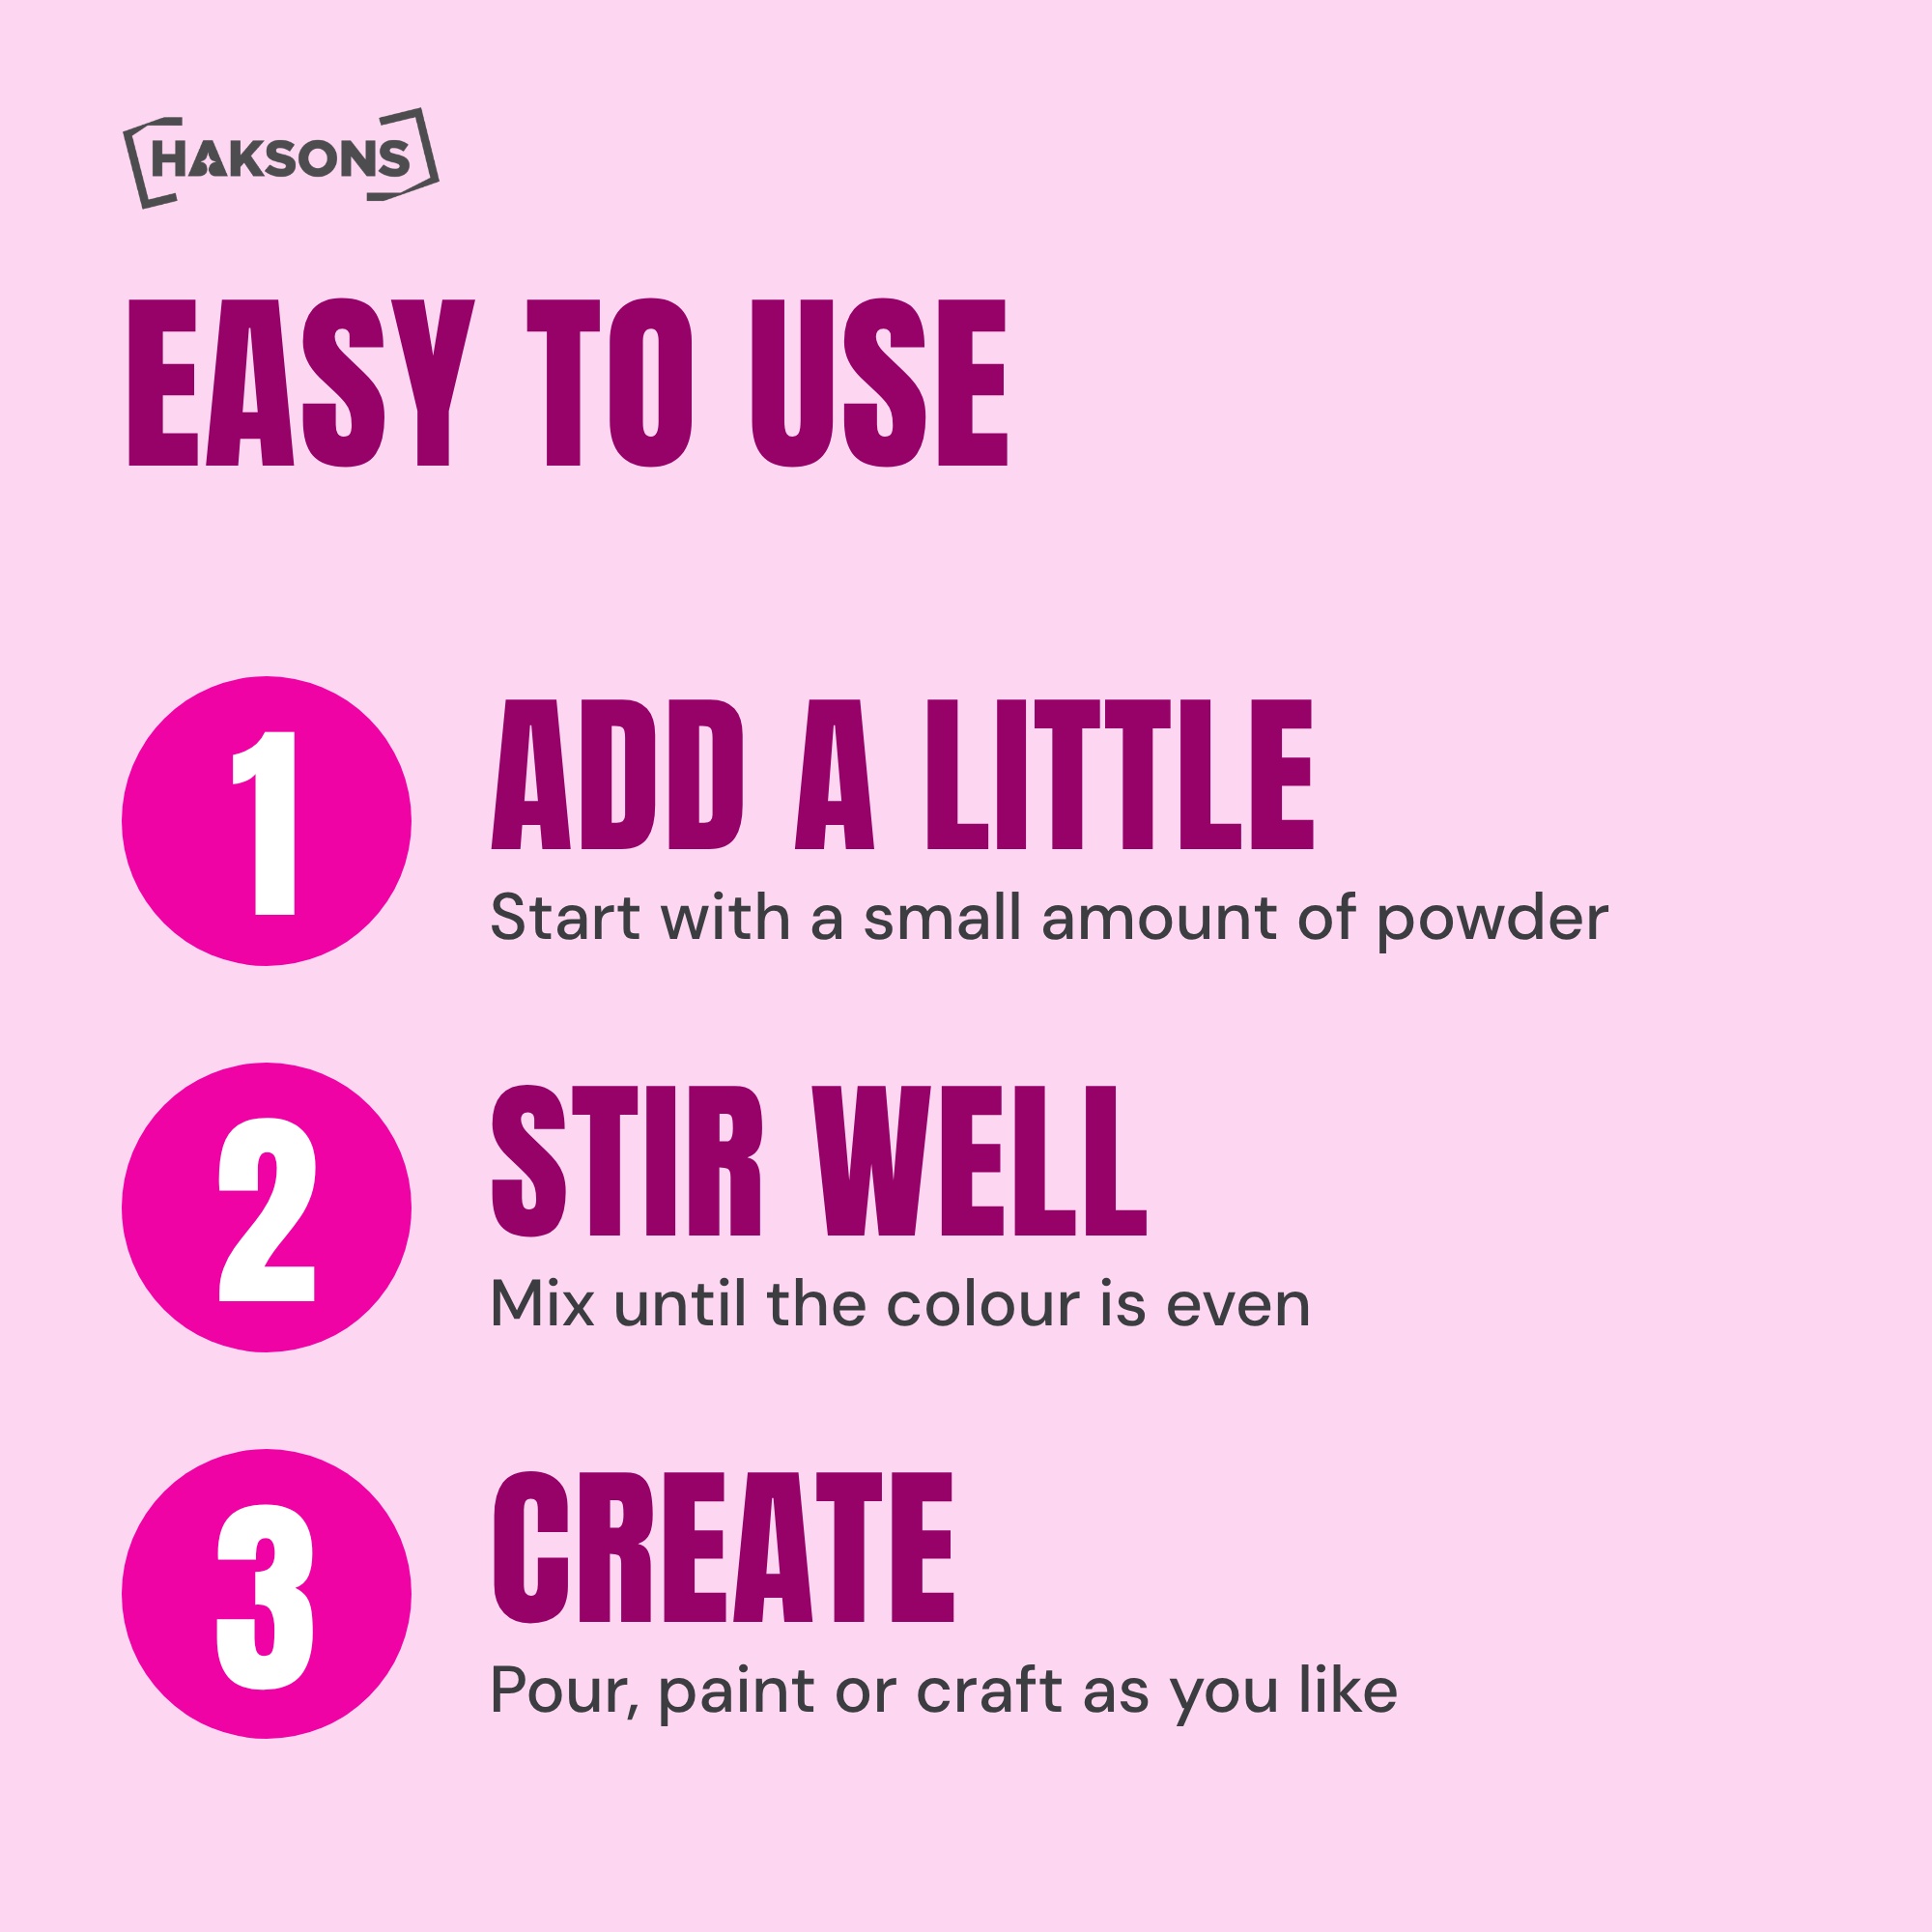 HAKSONS
EASY TO USE
1
ADD A LITTLE
Start with a small amount of powder
2
STIR WELL
Mix until the colour is even
3
CREATE
Pour, paint or craft as you like